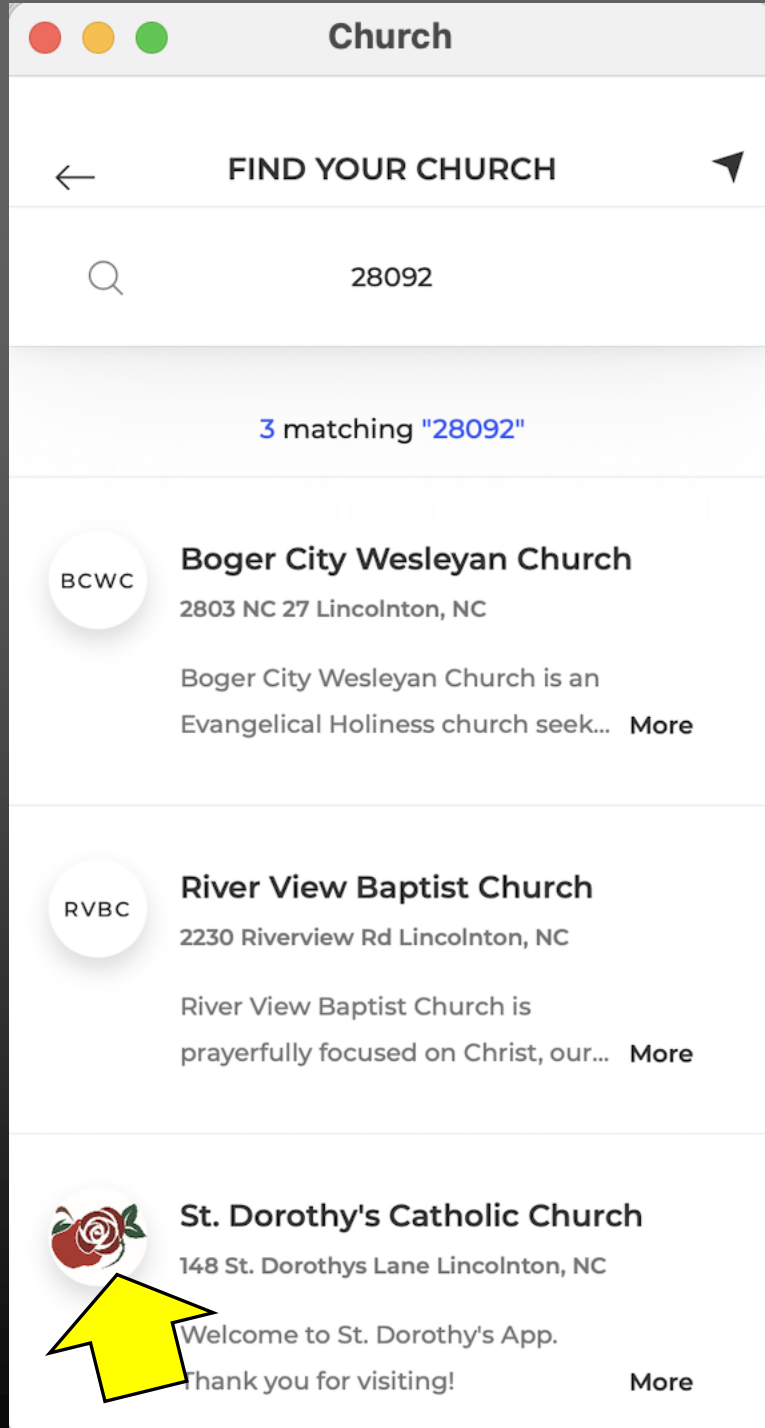 Church
FIND YOUR CHURCH
28092
3 matching "28092"
BCWC
Boger City Wesleyan Church
2803 NC 27 Lincolnton, NC
Boger City Wesleyan Church is an
Evangelical Holiness church seek... More
RVBC
River View Baptist Church
2230 Riverview Rd Lincolnton, NC
River View Baptist Church is
prayerfully focused on Christ, our... More
St. Dorothy's Catholic Church
148 St. Dorothys Lane Lincolnton, NC
Welcome to St. Dorothy's App.
Thank you for visiting! More